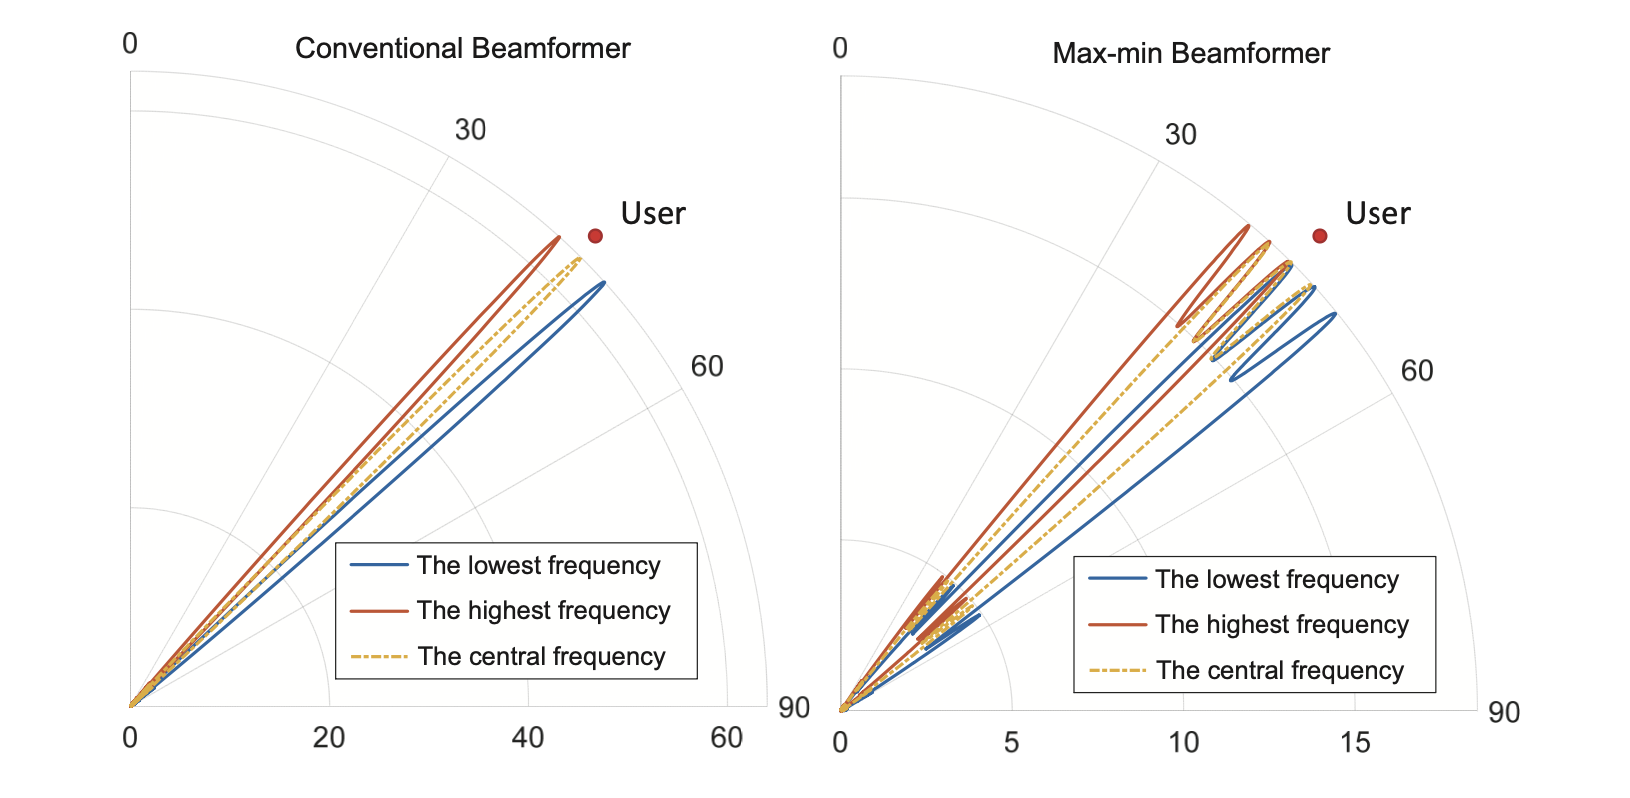 Conventional Beamformer
0
30
User
60
90
The lowest frequency
The highest frequency
The central frequency
0
20
40
60
Max-min Beamformer
0
30
User
60
90
The lowest frequency
The highest frequency
The central frequency
0
5
10
15